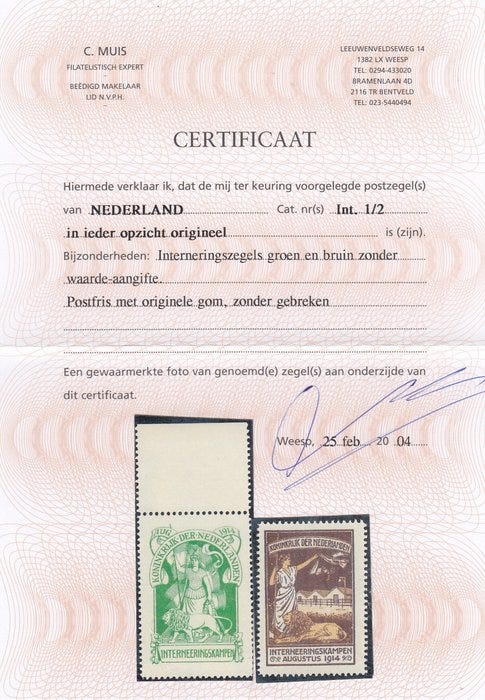 C. MUIS
FILATELISTISCH EXPERT
BEËDIGD MAKELAAR
LID N.V.P.H.
LEEUWENVELDSEWEG 14
1382 LX WEESP
TEL: 0294-433020
BRAMENLAAN 4D
2116 TR BENTVELD
TEL: 023-5440494
CERTIFICAAT
Hiermede verklaar ik, dat de mij ter keuring voorgelegde postzegel(s)
van NEDERLAND Cat. nr(s) Int. 1/2
in ieder opzicht origineel is (zijn).
Bijzonderheden: Interneringszegels groen en bruin zonder
waarde-aangifte.
Postfris met originele gom, zonder gebreken
Een gewaarmerkte foto van genoemd(e) zegel(s) aan onderzijde van
dit certificaat.
Weesp, 25 feb 20 04
AUG 1914
KONINKRIJK·DER·NEDERLANDEN
INTERNEERINGSKAMPEN
KONINKRIJK DER NEDERLANDEN
INTERNEERINGSKAMPEN
AUGUSTUS 1914